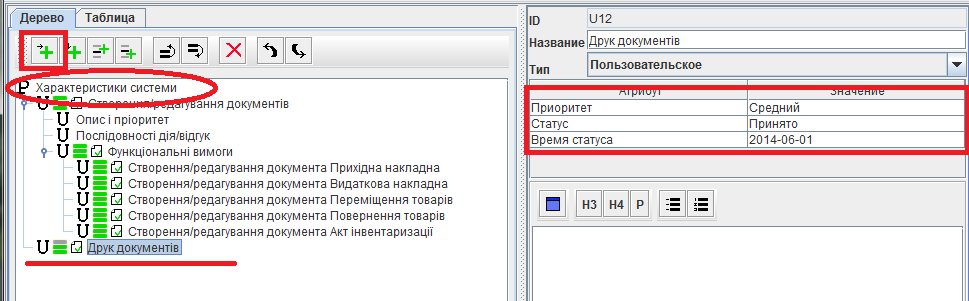 Дерево Таблица
Р Характеристики системи
U Створення/редагування документів
U Опис і пріоритет
U Послідовності дія/відгук
U Функціональні вимоги
U Створення/редагування документа Прихідна накладна
U Створення/редагування документа Видаткова накладна
U Створення/редагування документа Переміщення товарів
U Створення/редагування документа Повернення товарів
U Створення/редагування документа Акт інвентаризації
U Друк документів
ID U12
Название Друк документів
Тип Пользовательское
Атрибут Значение
Приоритет Средний
Статус Принято
Время статуса 2014-06-01
H3 H4 P